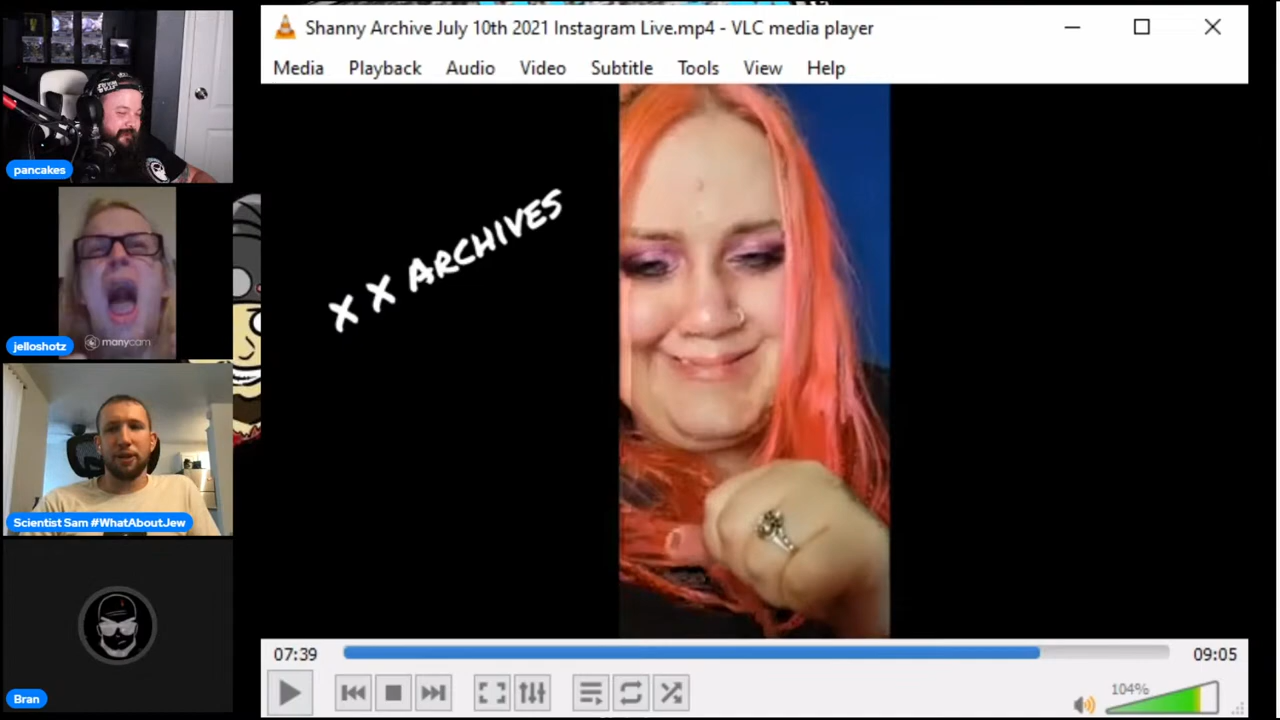 Shanny Archive July 10th 2021 Instagram Live.mp4 - VLC media player
Media Playback Audio Video Subtitle Tools View Help
pancakes
X X ARCHIVES
manycam
jelloshotz
Scientist Sam #WhatAboutJew
Bran
07:39
09:05
104%